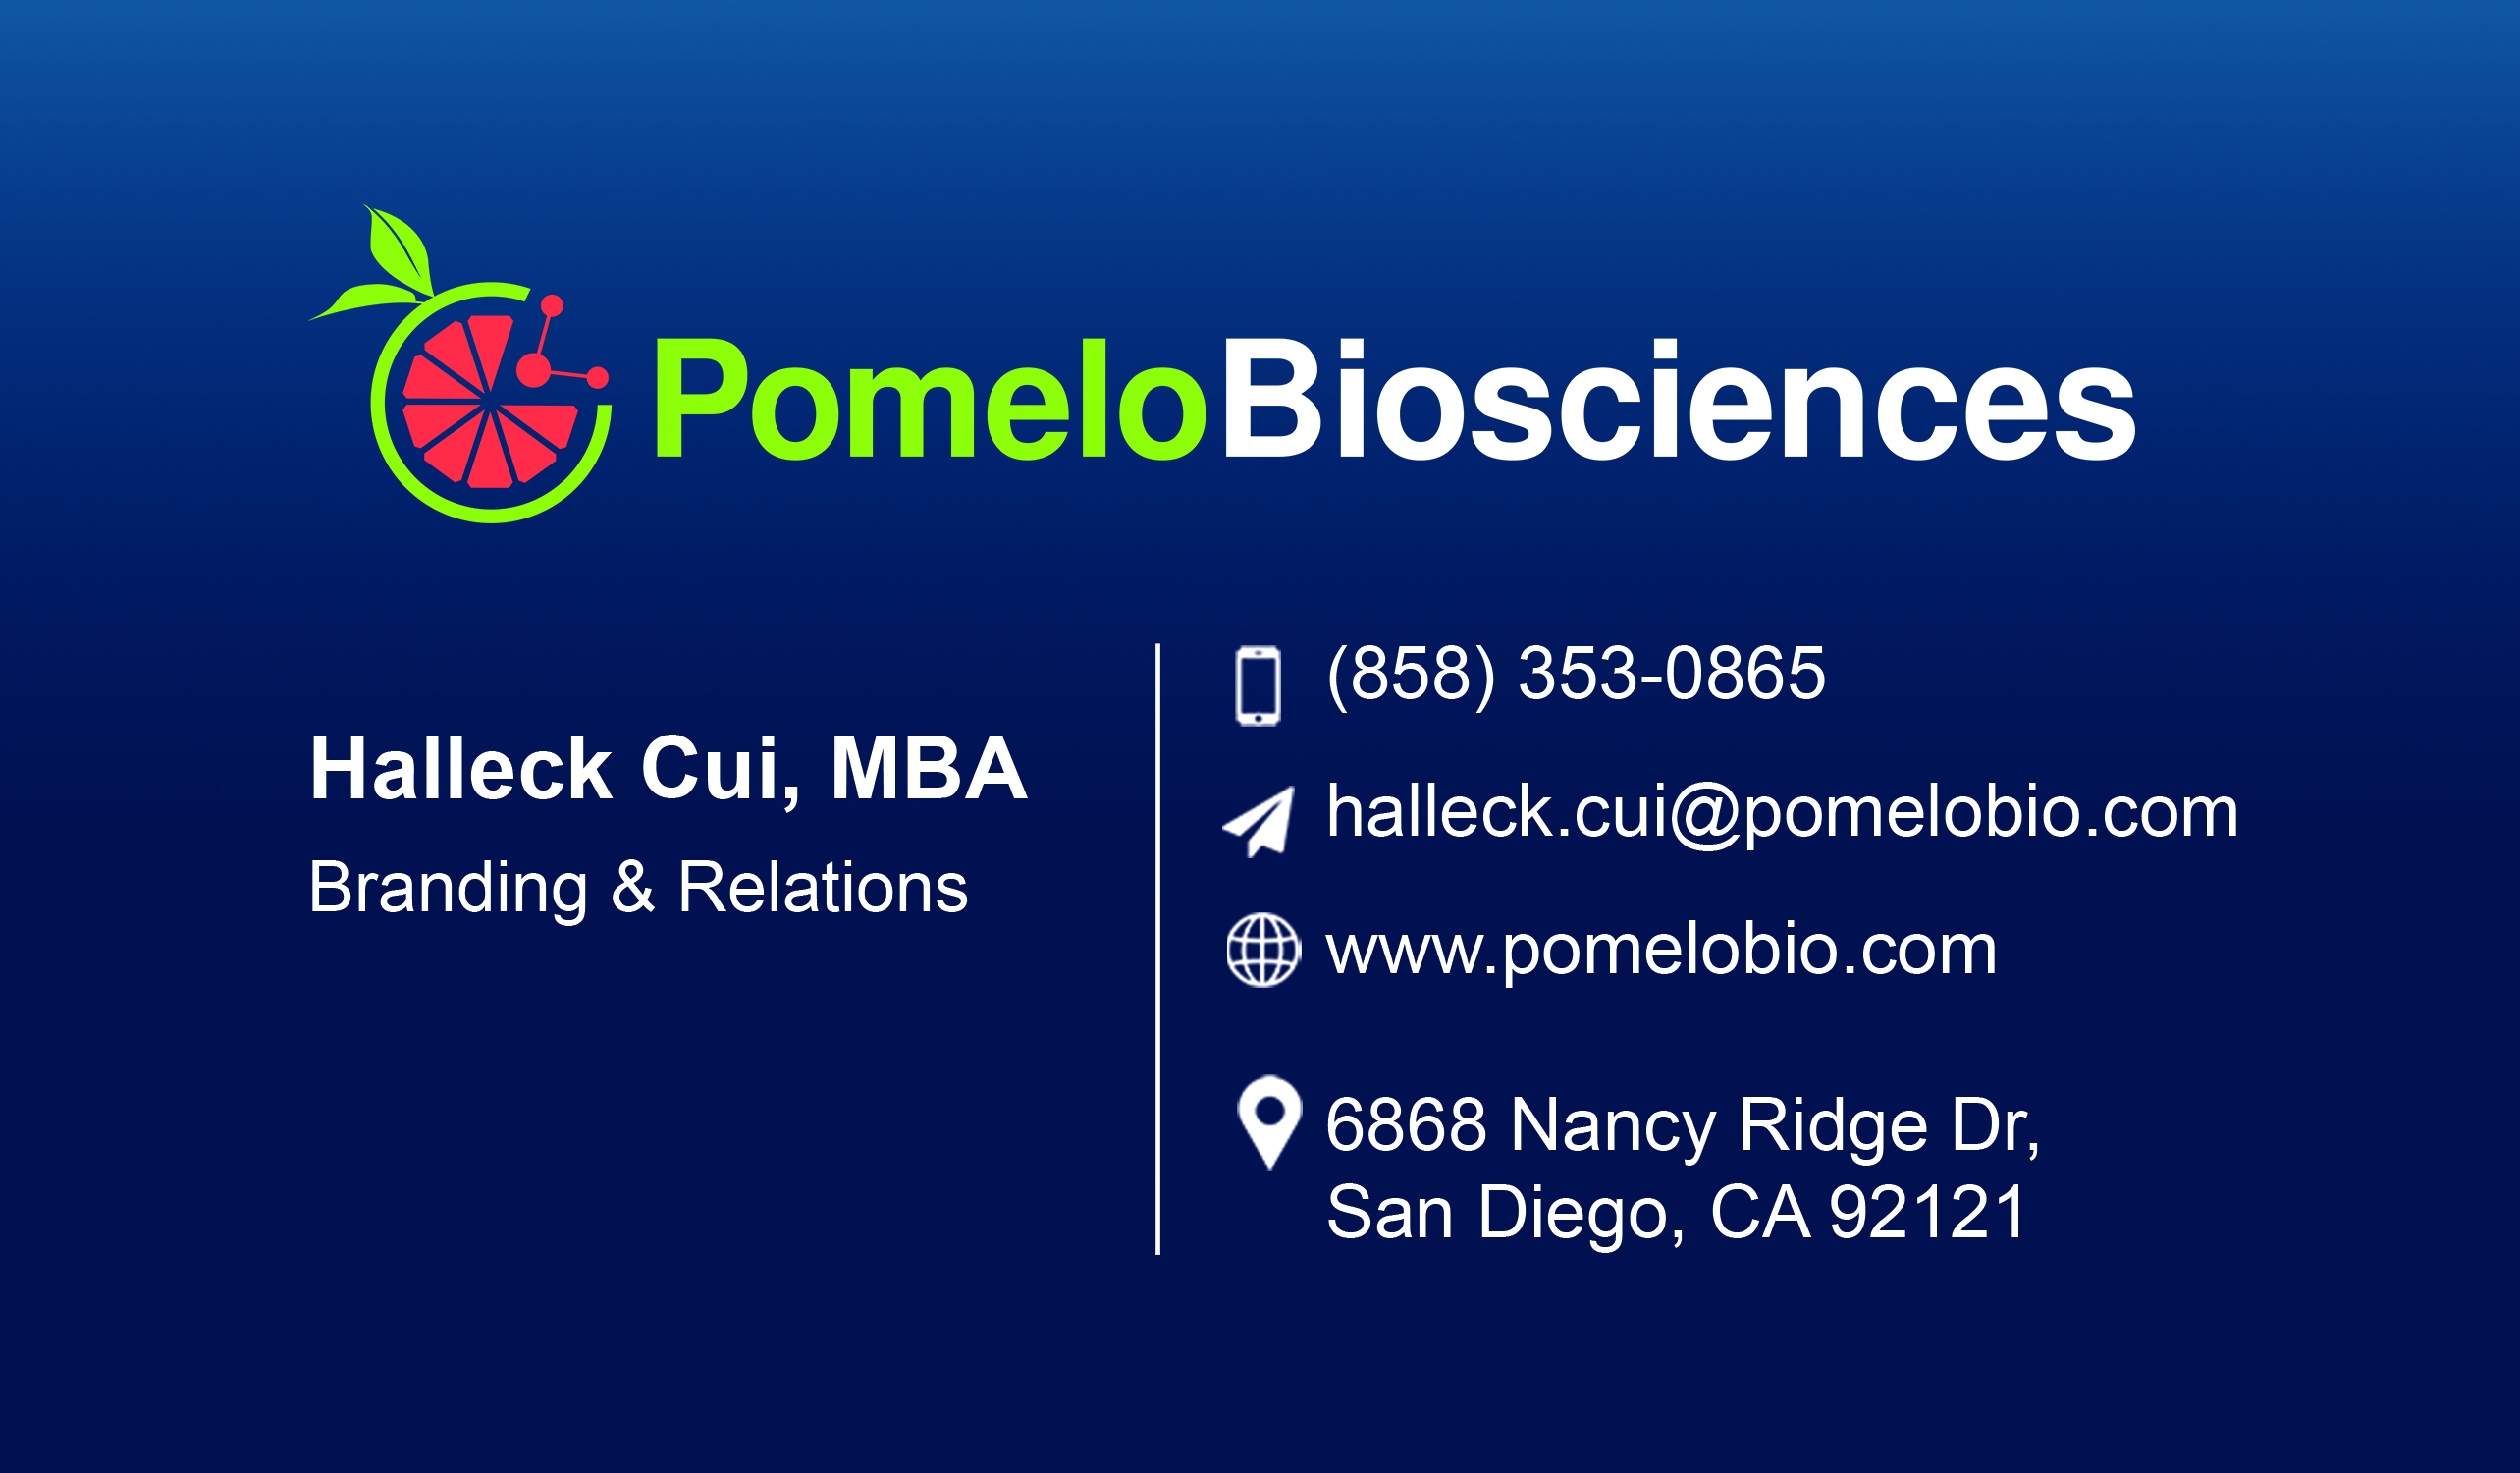 PomeloBiosciences
Halleck Cui, MBA
Branding & Relations
(858) 353-0865
halleck.cui@pomelobio.com
www.pomelobio.com
6868 Nancy Ridge Dr,
San Diego, CA 92121